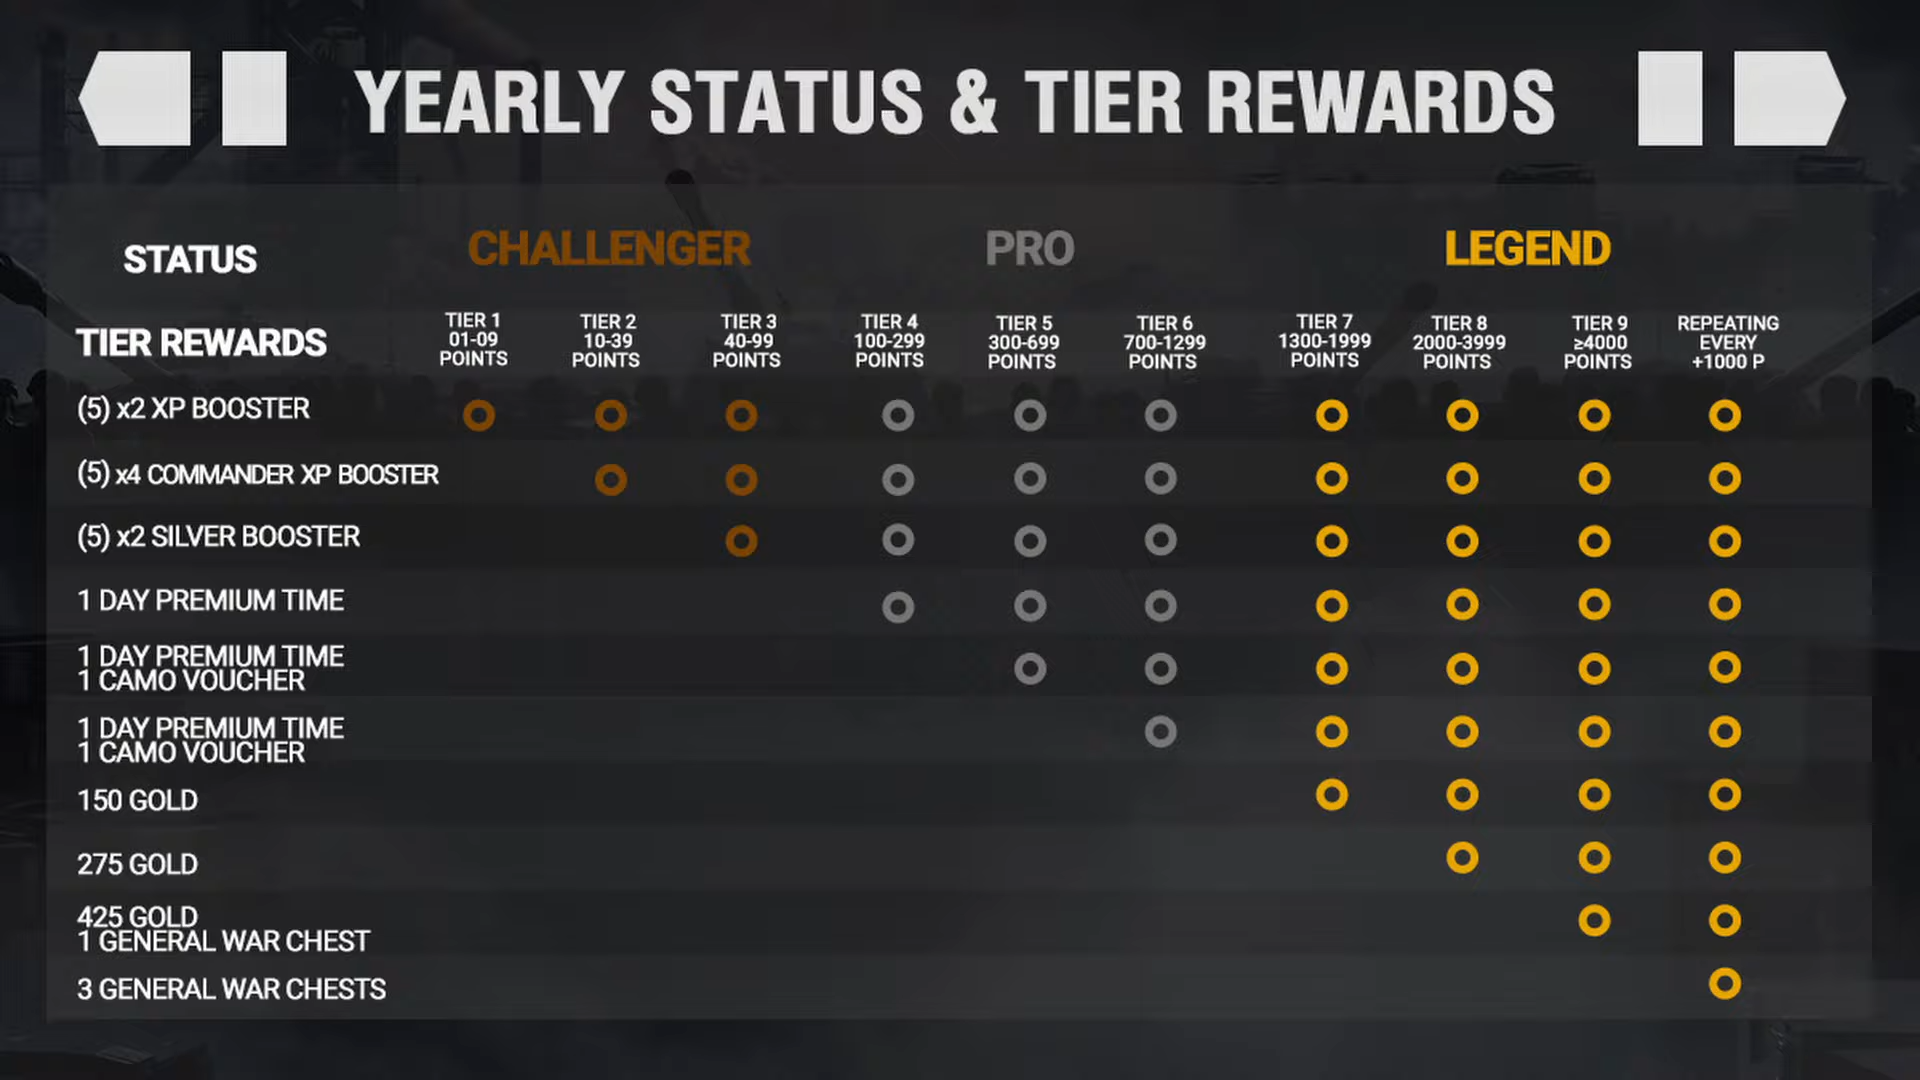 YEARLY STATUS & TIER REWARDS
STATUS
CHALLENGER
PRO
LEGEND
TIER REWARDS
TIER 1
01-09
POINTS
TIER 2
10-39
POINTS
TIER 3
40-99
POINTS
TIER 4
100-299
POINTS
TIER 5
300-699
POINTS
TIER 6
700-1299
POINTS
TIER 7
1300-1999
POINTS
TIER 8
2000-3999
POINTS
TIER 9
≥4000
POINTS
REPEATING
EVERY
+1000 P
(5) x2 XP BOOSTER
(5) x4 COMMANDER XP BOOSTER
(5) x2 SILVER BOOSTER
1 DAY PREMIUM TIME
1 DAY PREMIUM TIME
1 CAMO VOUCHER
1 DAY PREMIUM TIME
1 CAMO VOUCHER
150 GOLD
275 GOLD
425 GOLD
1 GENERAL WAR CHEST
3 GENERAL WAR CHESTS